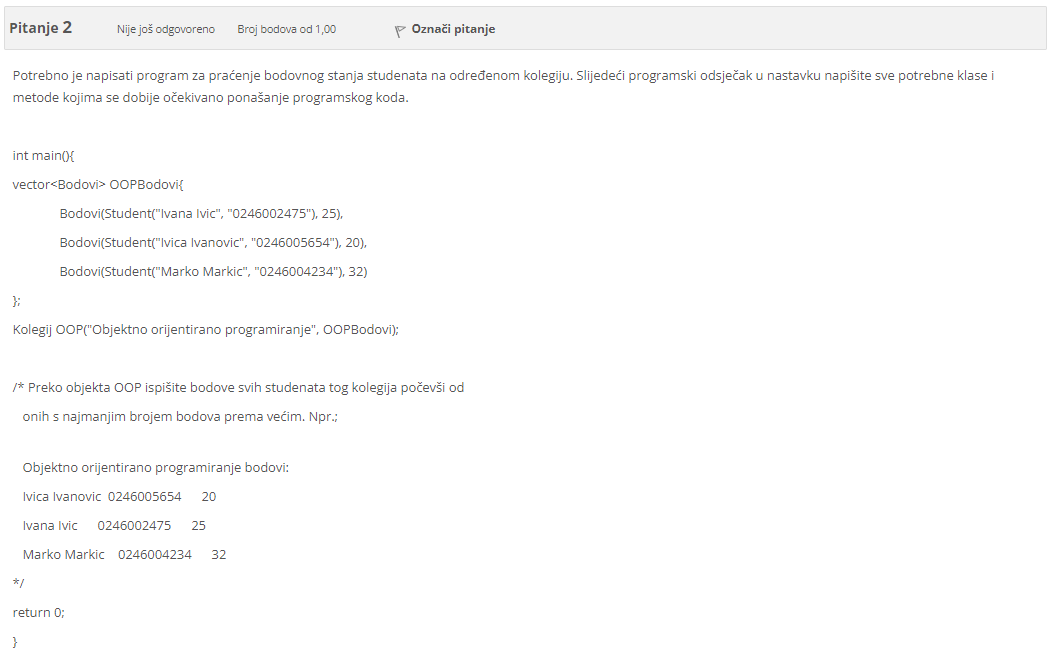 Pitanje 2 Nije još odgovoreno Broj bodova od 1,00 Označi pitanje
Potrebno je napisati program za praćenje bodovnog stanja studenata na određenom kolegiju. Slijedeći programski odsječak u nastavku napišite sve potrebne klase i
metode kojima se dobije očekivano ponašanje programskog koda.
int main(){
vector<Bodovi> OOPBodovi{
Bodovi(Student("Ivana Ivic", "0246002475"), 25),
Bodovi(Student("Ivica Ivanovic", "0246005654"), 20),
Bodovi(Student("Marko Markic", "0246004234"), 32)
};
Kolegij OOP("Objektno orijentirano programiranje", OOPBodovi);
/* Preko objekta OOP ispišite bodove svih studenata tog kolegija počevši od
onih s najmanjim brojem bodova prema većim. Npr.;
Objektno orijentirano programiranje bodovi:
Ivica Ivanovic 0246005654 20
Ivana Ivic 0246002475 25
Marko Markic 0246004234 32
*/
return 0;
}